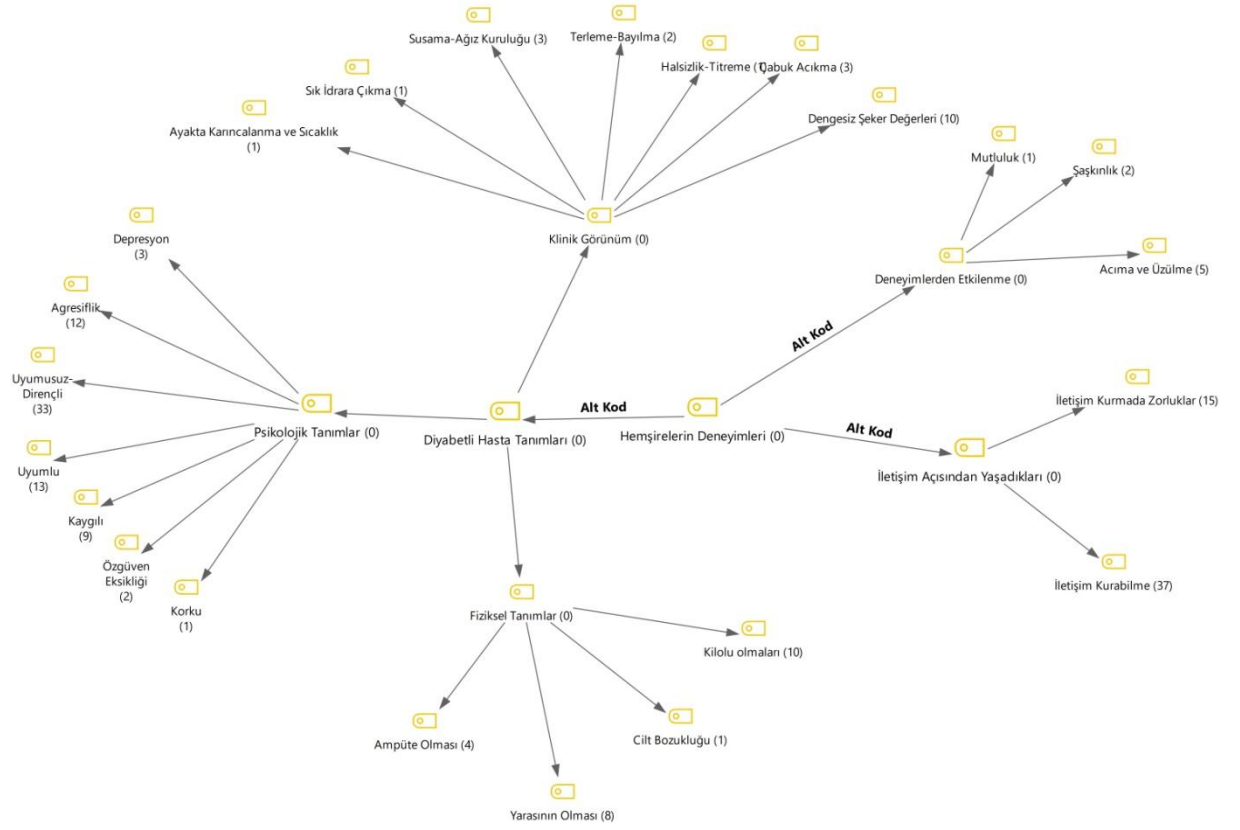 Susama-Ağız Kuruluğu (3)
Terleme-Bayılma (2)
Halsizlik-Titreme (1)
Çabuk Acıkma (3)
Sık İdrara Çıkma (1)
Dengesiz Şeker Değerleri (10)
Ayakta Karıncalanma ve Sıcaklık
(1)
Mutluluk (1)
Şaşkınlık (2)
Klinik Görünüm (0)
Depresyon
(3)
Acıma ve Üzülme (5)
Deneyimlerden Etkilenme (0)
Agresiflik
(12)
Alt Kod
Uyumusuz-
Dirençli
(33)
Psikolojik Tanımlar (0)
Diyabetli Hasta Tanımları (0)
Alt Kod
Hemşirelerin Deneyimleri (0)
Alt Kod
İletişim Kurmada Zorluklar (15)
İletişim Açısından Yaşadıkları (0)
Uyumlu
(13)
Kaygılı
(9)
Özgüven
Eksikliği
(2)
Korku
(1)
İletişim Kurabilme (37)
Fiziksel Tanımlar (0)
Kilolu olmaları (10)
Ampüte Olması (4)
Cilt Bozukluğu (1)
Yarasının Olması (8)